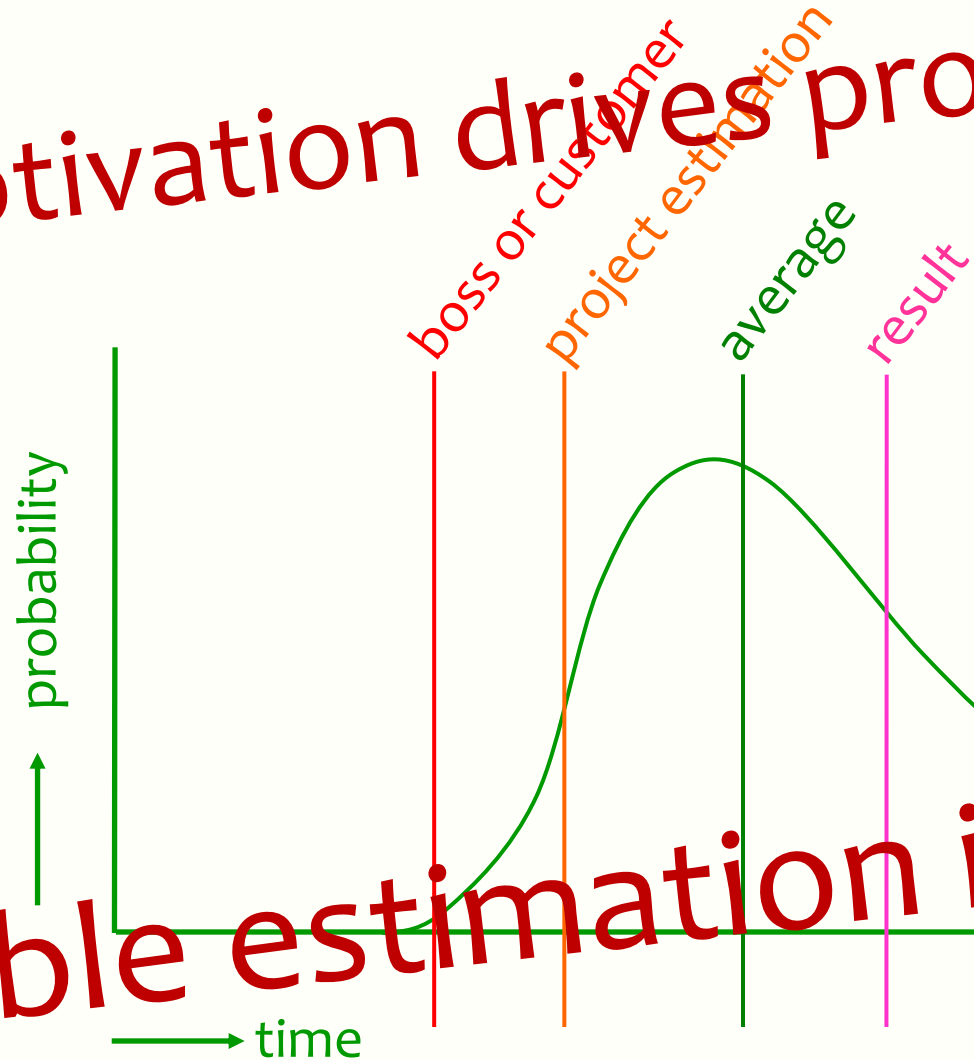 otivation drives pro
boss or customer
project estimation
average
result
probability
ble estimation i
time